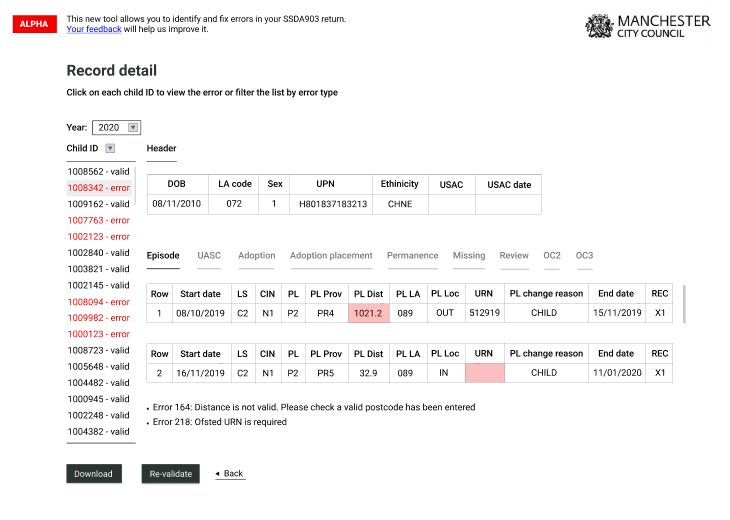 ALPHA
This new tool allows you to identify and fix errors in your SSDA903 return.
Your feedback will help us improve it.
MANCHESTER
CITY COUNCIL
Record detail
Click on each child ID to view the error or filter the list by error type
Year: 2020
Child ID
1008562 - valid
1008342 - error
1009162 - valid
1007763 - error
1002123 - error
1002840 - valid
1003821 - valid
1002145 - valid
1008094 - error
1009982 - error
1000123 - error
1008723 - valid
1005648 - valid
1004482 - valid
1000945 - valid
1002248 - valid
1004382 - valid
Header
DOB LA code Sex UPN Ethinicity USAC USAC date
08/11/2010 072 1 H801837183213 CHNE
Episode UASC Adoption Adoption placement Permanence Missing Review OC2 OC3
Row Start date LS CIN PL PL Prov PL Dist PL LA PL Loc URN PL change reason End date REC
1 08/10/2019 C2 N1 P2 PR4 1021.2 089 OUT 512919 CHILD 15/11/2019 X1
Row Start date LS CIN PL PL Prov PL Dist PL LA PL Loc URN PL change reason End date REC
2 16/11/2019 C2 N1 P2 PR5 32.9 089 IN CHILD 11/01/2020 X1
• Error 164: Distance is not valid. Please check a valid postcode has been entered
• Error 218: Ofsted URN is required
Download
Re-validate
Back